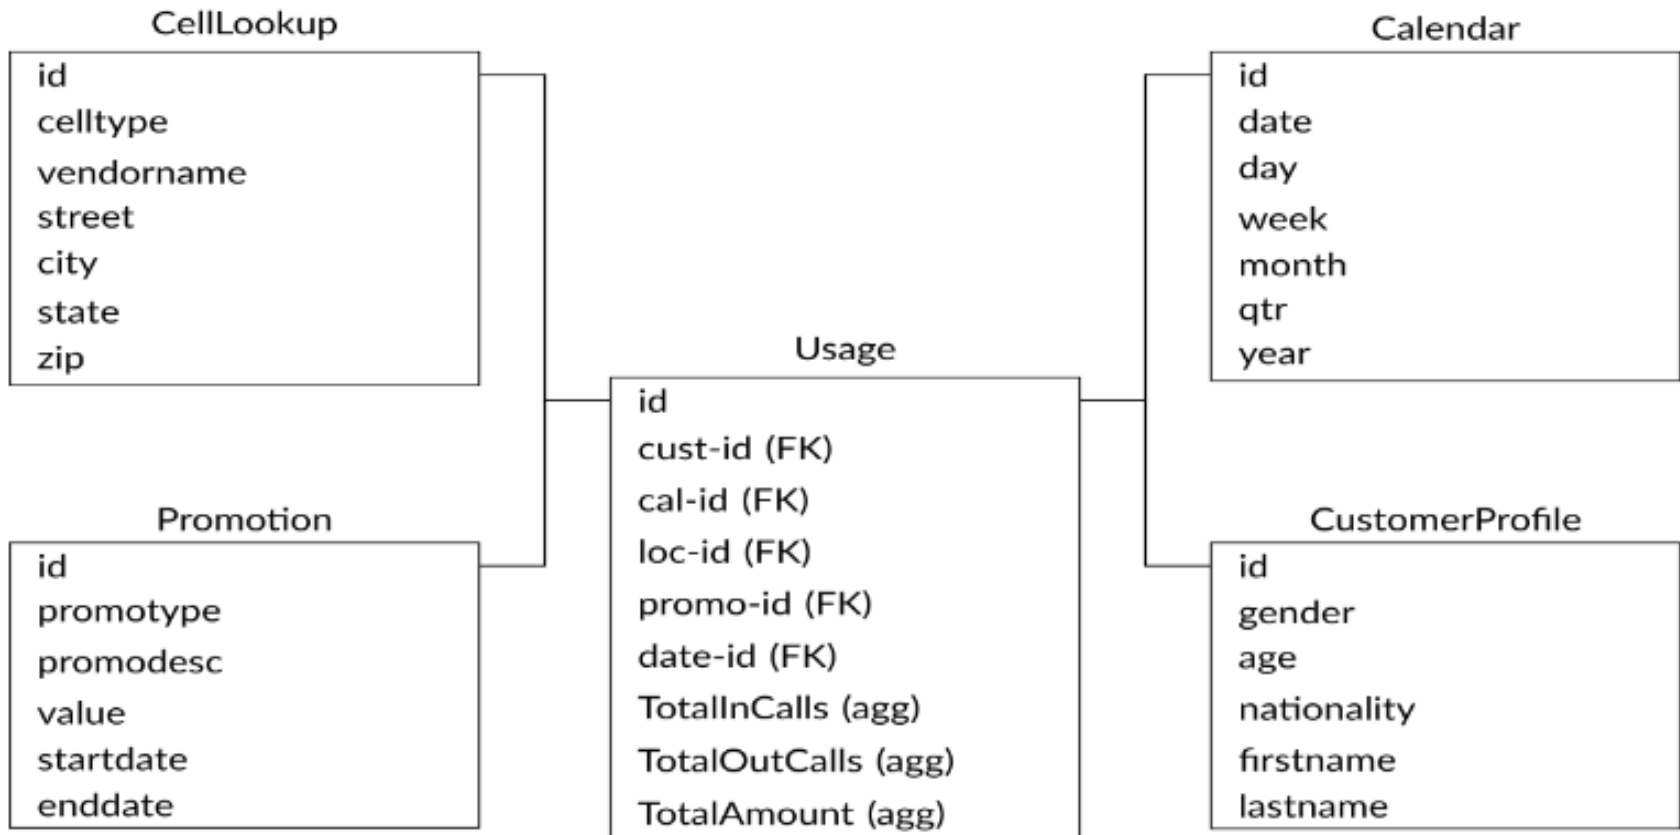 CellLookup
id
celltype
vendorname
street
city
state
zip
Calendar
id
date
day
week
month
qtr
year
Usage
id
cust-id (FK)
cal-id (FK)
loc-id (FK)
promo-id (FK)
date-id (FK)
TotalInCalls (agg)
TotalOutCalls (agg)
TotalAmount (agg)
Promotion
id
promotype
promodesc
value
startdate
enddate
CustomerProfile
id
gender
age
nationality
firstname
lastname